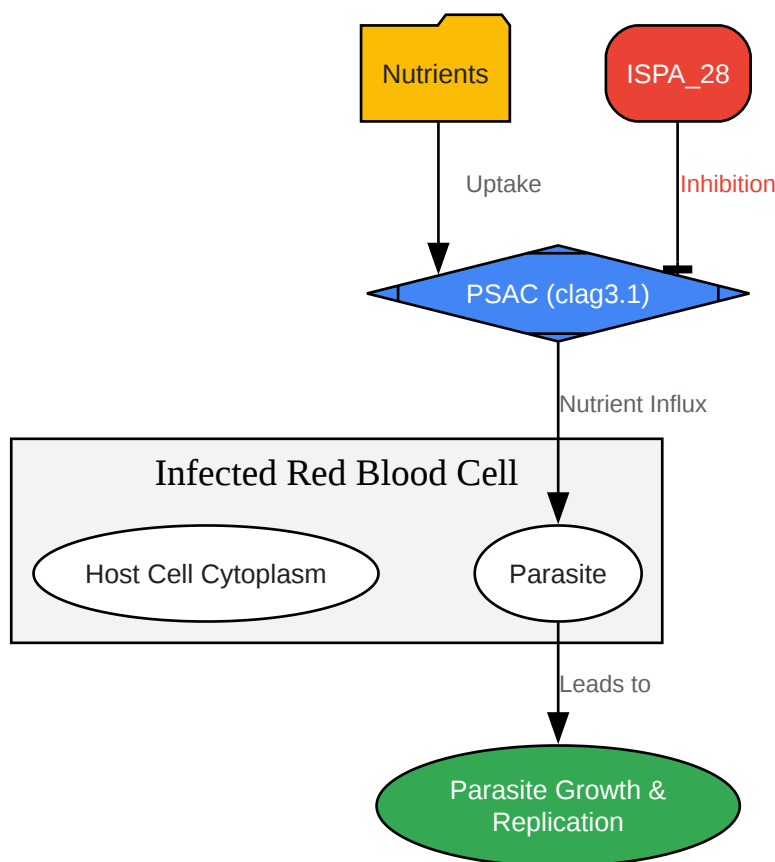 Nutrients
ISPA_28
Uptake
Inhibition
PSAC (clag3.1)
Nutrient Influx
Infected Red Blood Cell
Host Cell Cytoplasm
Parasite
Leads to
Parasite Growth &
Replication